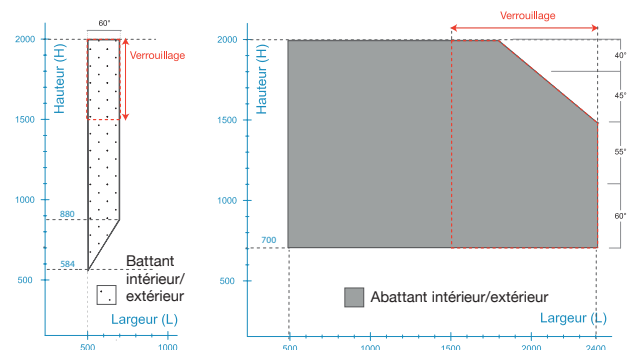 60°
2000
Hauteur (H)
Verrouillage
1500
1000
880
584
500
Battant
intérieur/
extérieur
Largeur (L)
500
1000
Verrouillage
2000
Hauteur (H)
40°
45°
1500
55°
1000
60°
700
500
Abattant intérieur/extérieur
Largeur (L)
500
1000
1500
2000
2400